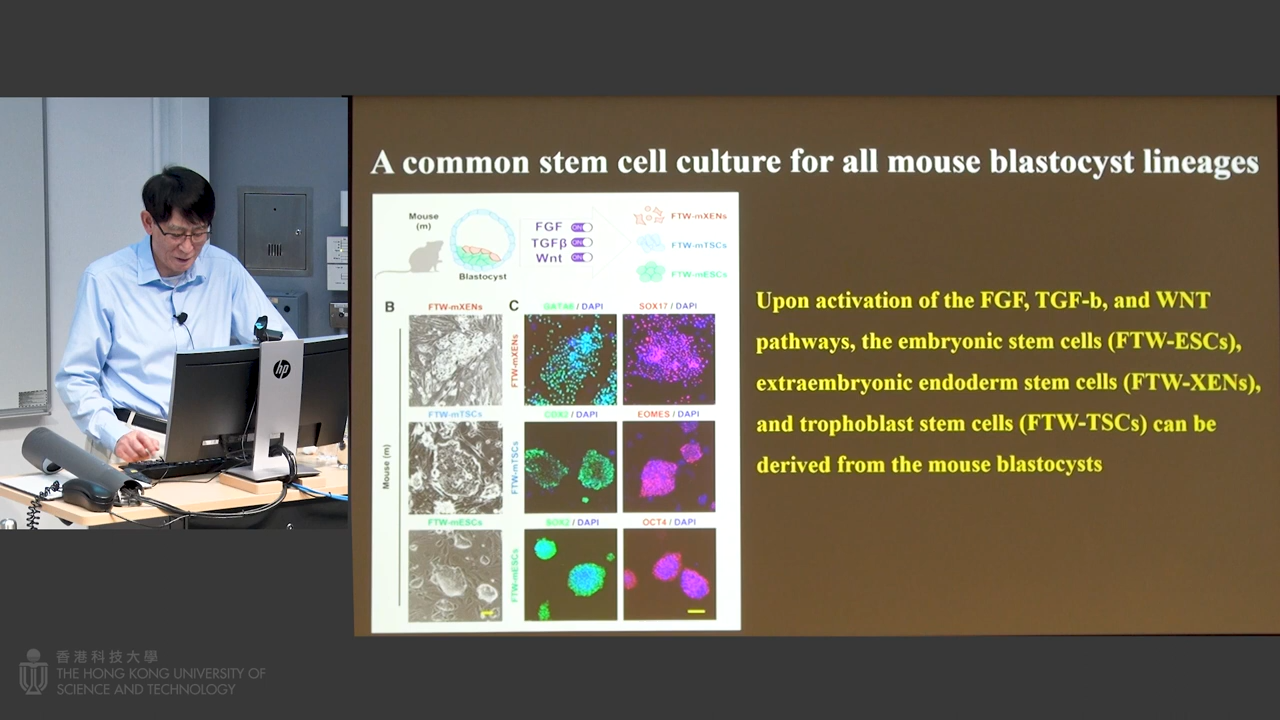 A common stem cell culture for all mouse blastocyst lineages
Mouse
(m)
Blastocyst
FGF ON
TGFβ ON
Wnt ON
FTW-mXENs
FTW-mTSCs
FTW-mESCs
B
FTW-mXENs
C
GATA6 / DAPI
SOX17 / DAPI
FTW-mXENs
FTW-mTSCs
CDX2 / DAPI
EOMES / DAPI
FTW-mTSCs
Mouse (m)
FTW-mESCs
SOX2 / DAPI
OCT4 / DAPI
FTW-mESCs
Upon activation of the FGF, TGF-b, and WNT
pathways, the embryonic stem cells (FTW-ESCs),
extraembryonic endoderm stem cells (FTW-XENs),
and trophoblast stem cells (FTW-TSCs) can be
derived from the mouse blastocysts
hp
香港科技大學
THE HONG KONG UNIVERSITY OF
SCIENCE AND TECHNOLOGY